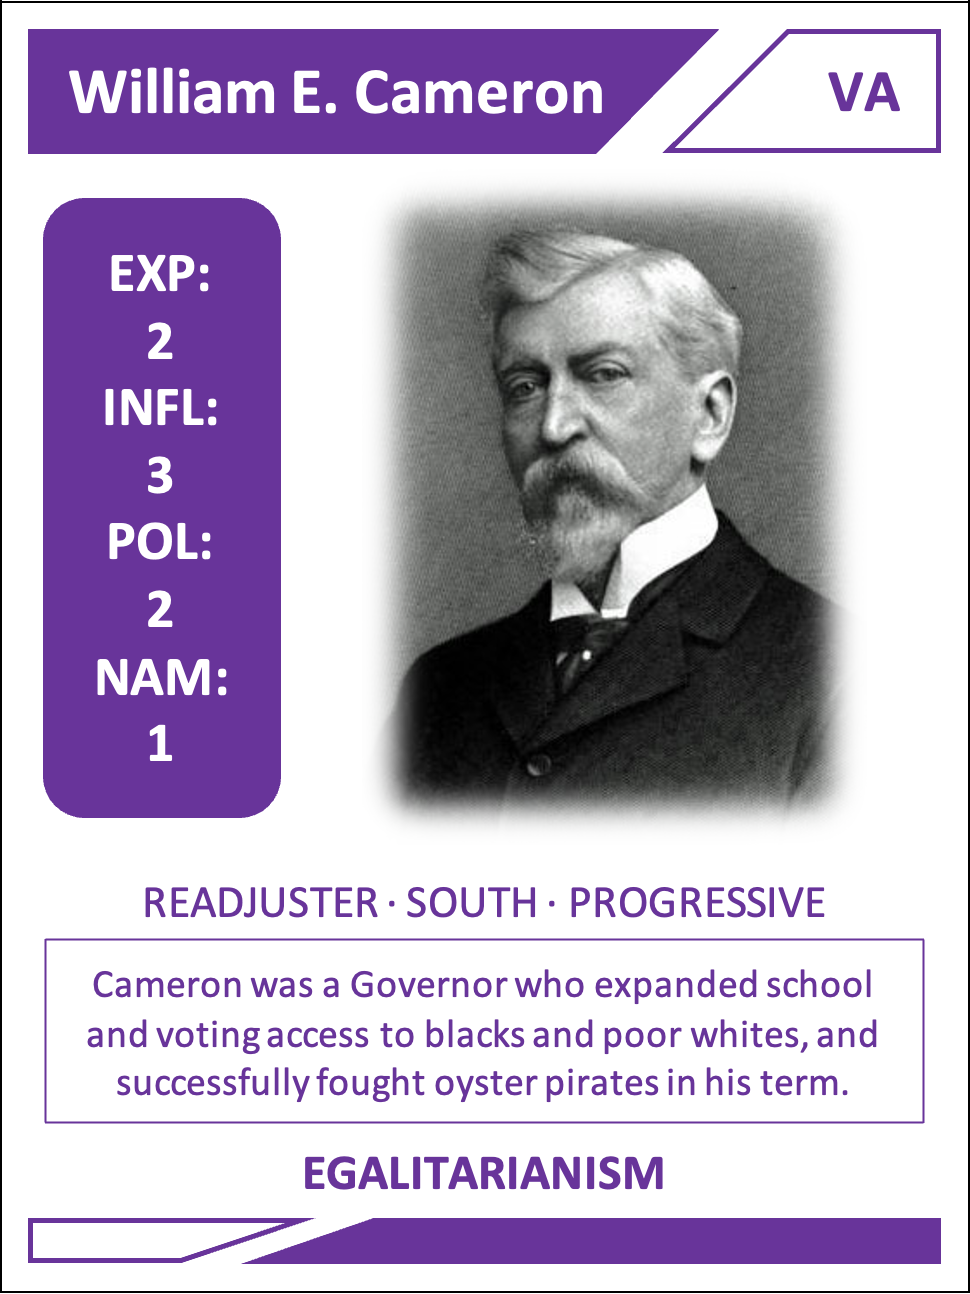 William E. Cameron
VA
EXP:
2
INFL:
3
POL:
2
NAM:
1
READJUSTER · SOUTH · PROGRESSIVE
Cameron was a Governor who expanded school
and voting access to blacks and poor whites, and
successfully fought oyster pirates in his term.
EGALITARIANISM